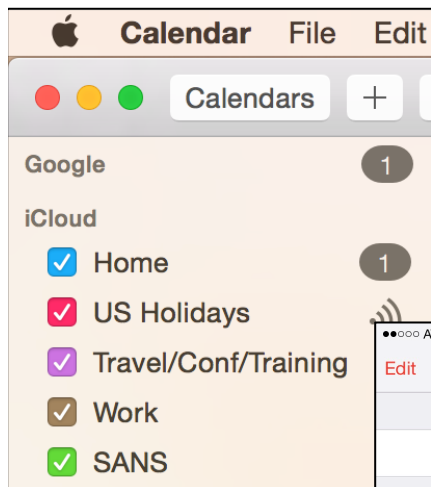 Calendar File Edit
Calendars +
Google 1
iCloud
Home 1
US Holidays
A
Travel/Conf/Training
Edit
Work
SANS